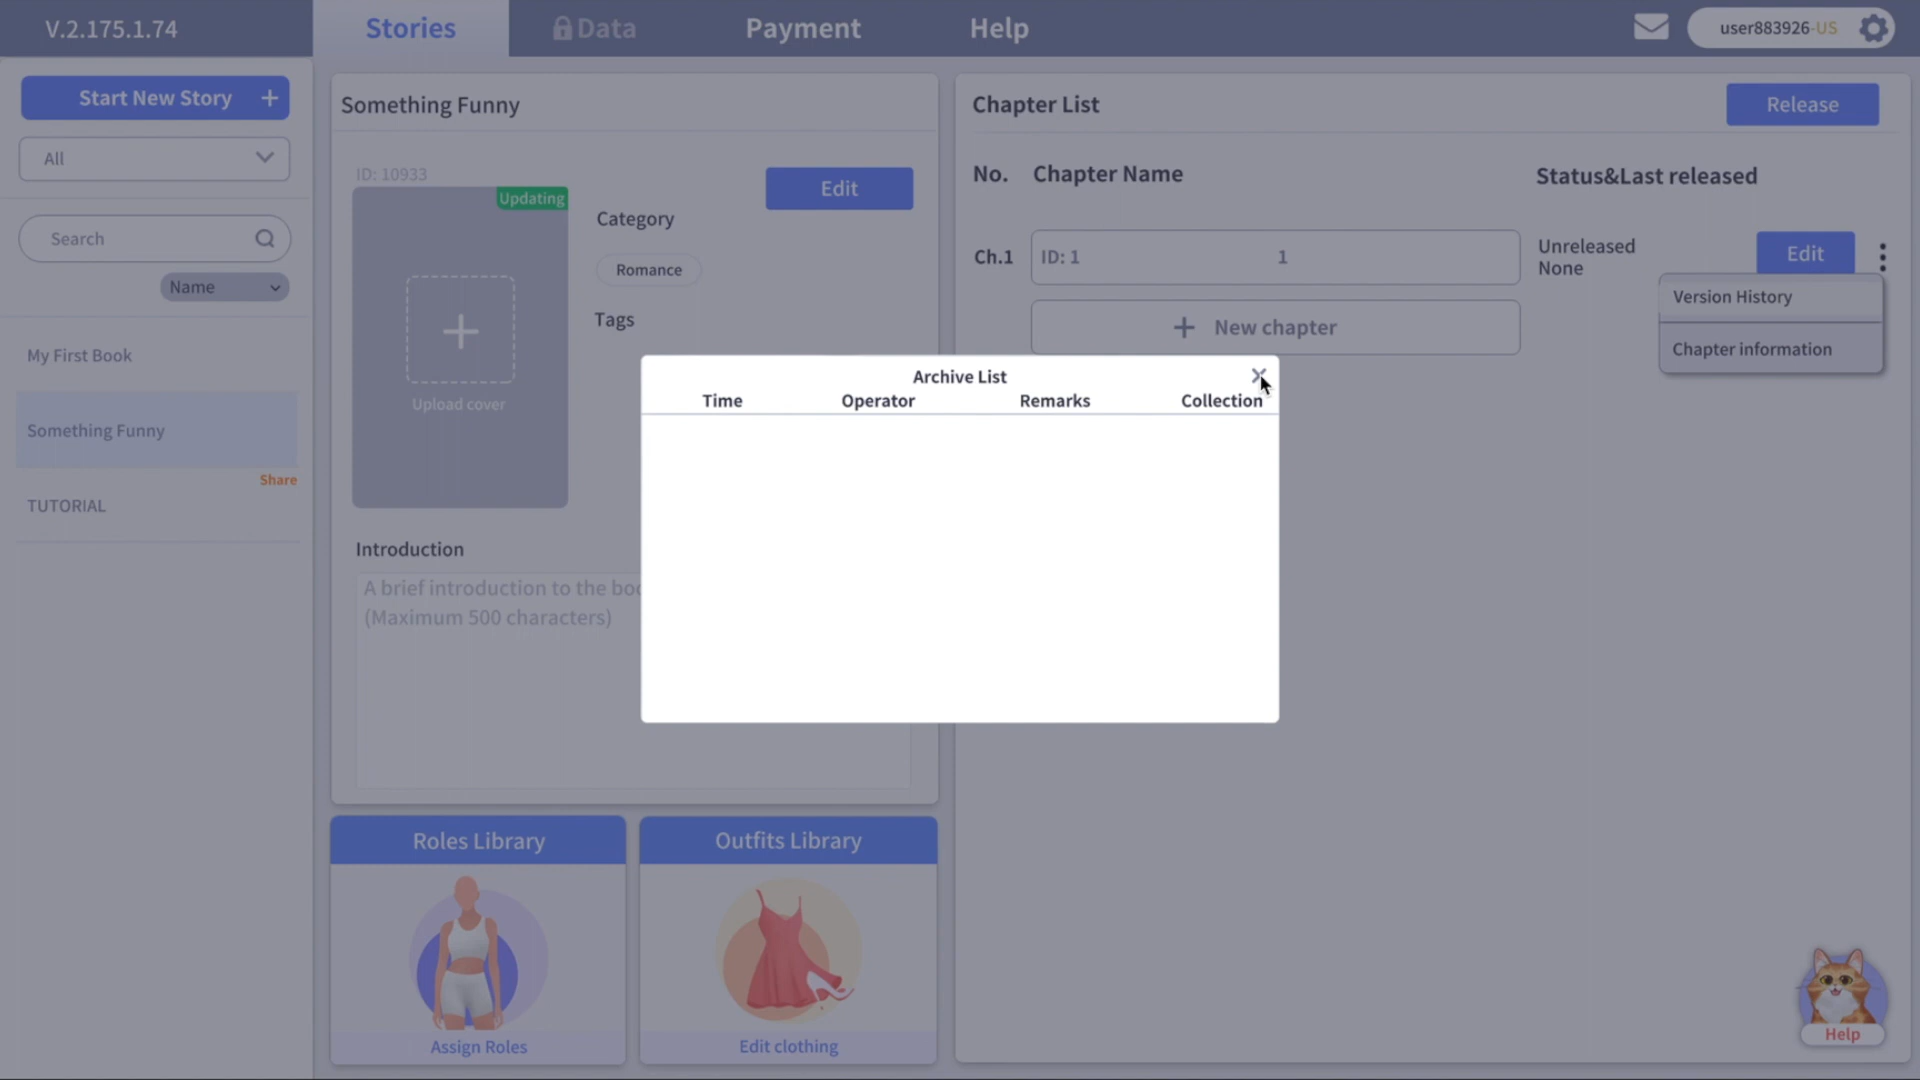 V.2.175.1.74
Stories
Data
Payment
Help
user883926-US
Start New Story +
All
Search
Name
My First Book
Something Funny
Share
TUTORIAL
Something Funny
ID: 10933
Updating
Upload cover
Edit
Category
Romance
Tags
Introduction
A brief introduction to the boo
(Maximum 500 characters)
Roles Library
Assign Roles
Outfits Library
Edit clothing
Chapter List
Release
No. Chapter Name
Status&Last released
Ch.1
ID: 1 1
Unreleased
None
Edit
Version History
Chapter information
+ New chapter
Archive List
Time Operator Remarks Collection
Help